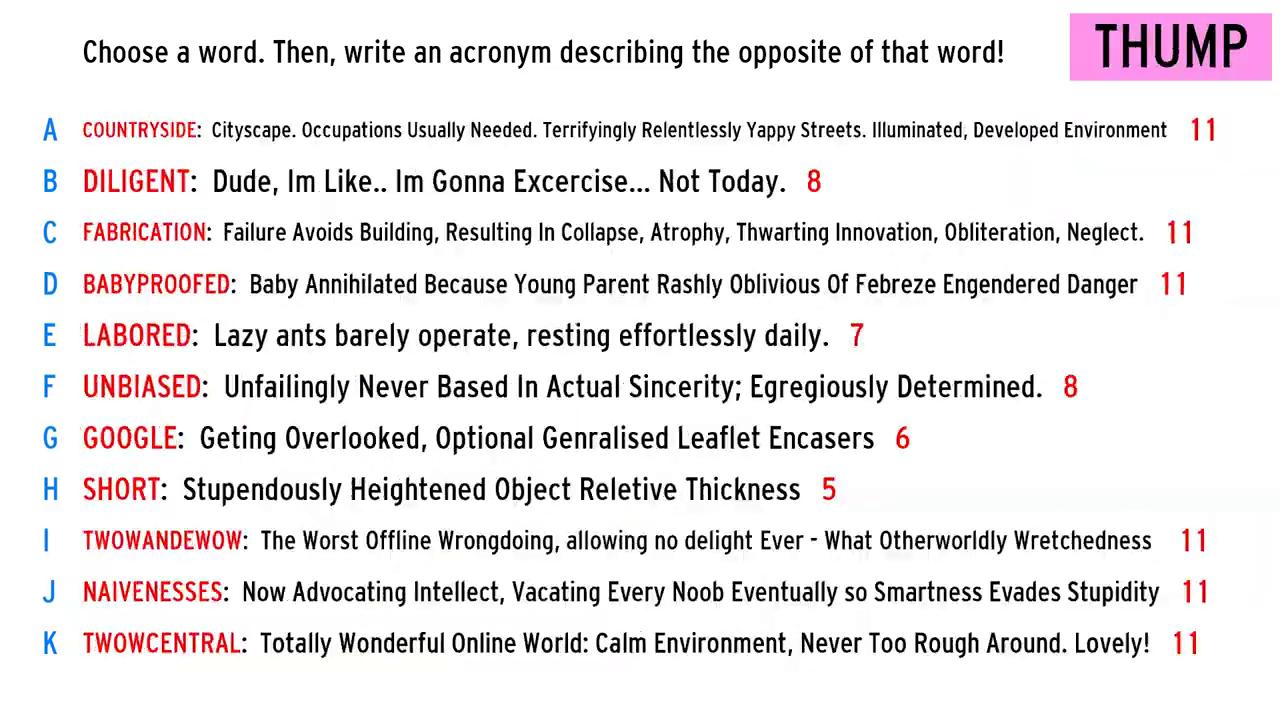 Choose a word. Then, write an acronym describing the opposite of that word!
THUMP
A COUNTRYSIDE: Cityscape. Occupations Usually Needed. Terrifyingly Relentlessly Yappy Streets. Illuminated, Developed Environment 11
B DILIGENT: Dude, Im Like.. Im Gonna Excercise... Not Today. 8
C FABRICATION: Failure Avoids Building, Resulting In Collapse, Atrophy, Thwarting Innovation, Obliteration, Neglect. 11
D BABYPROOFED: Baby Annihilated Because Young Parent Rashly Oblivious Of Febreze Engendered Danger 11
E LABORED: Lazy ants barely operate, resting effortlessly daily. 7
F UNBIASED: Unfailingly Never Based In Actual Sincerity; Egregiously Determined. 8
G GOOGLE: Geting Overlooked, Optional Genralised Leaflet Encasers 6
H SHORT: Stupendously Heightened Object Reletive Thickness 5
I TWOWANDEWOW: The Worst Offline Wrongdoing, allowing no delight Ever - What Otherworldly Wretchedness 11
J NAIVENESSES: Now Advocating Intellect, Vacating Every Noob Eventually so Smartness Evades Stupidity 11
K TWOWCENTRAL: Totally Wonderful Online World: Calm Environment, Never Too Rough Around. Lovely! 11